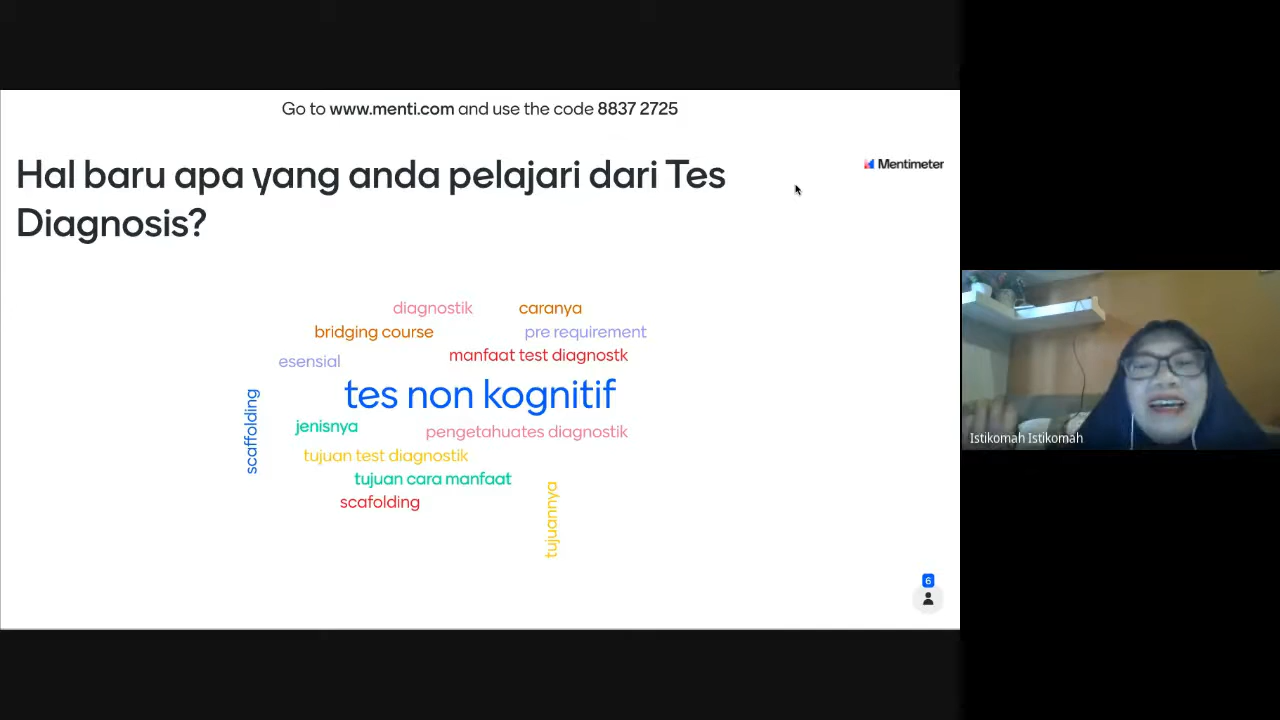 Go to www.menti.com and use the code 8837 2725
Hal baru apa yang anda pelajari dari Tes
Diagnosis?
Mentimeter
diagnostik
caranya
bridging course
pre requirement
esensial
manfaat test diagnostk
tes non kognitif
scaffolding
jenisnya
pengetahuates diagnostik
tujuan test diagnostik
tujuan cara manfaat
scafolding
tujuannya
6
Istikomah Istikomah